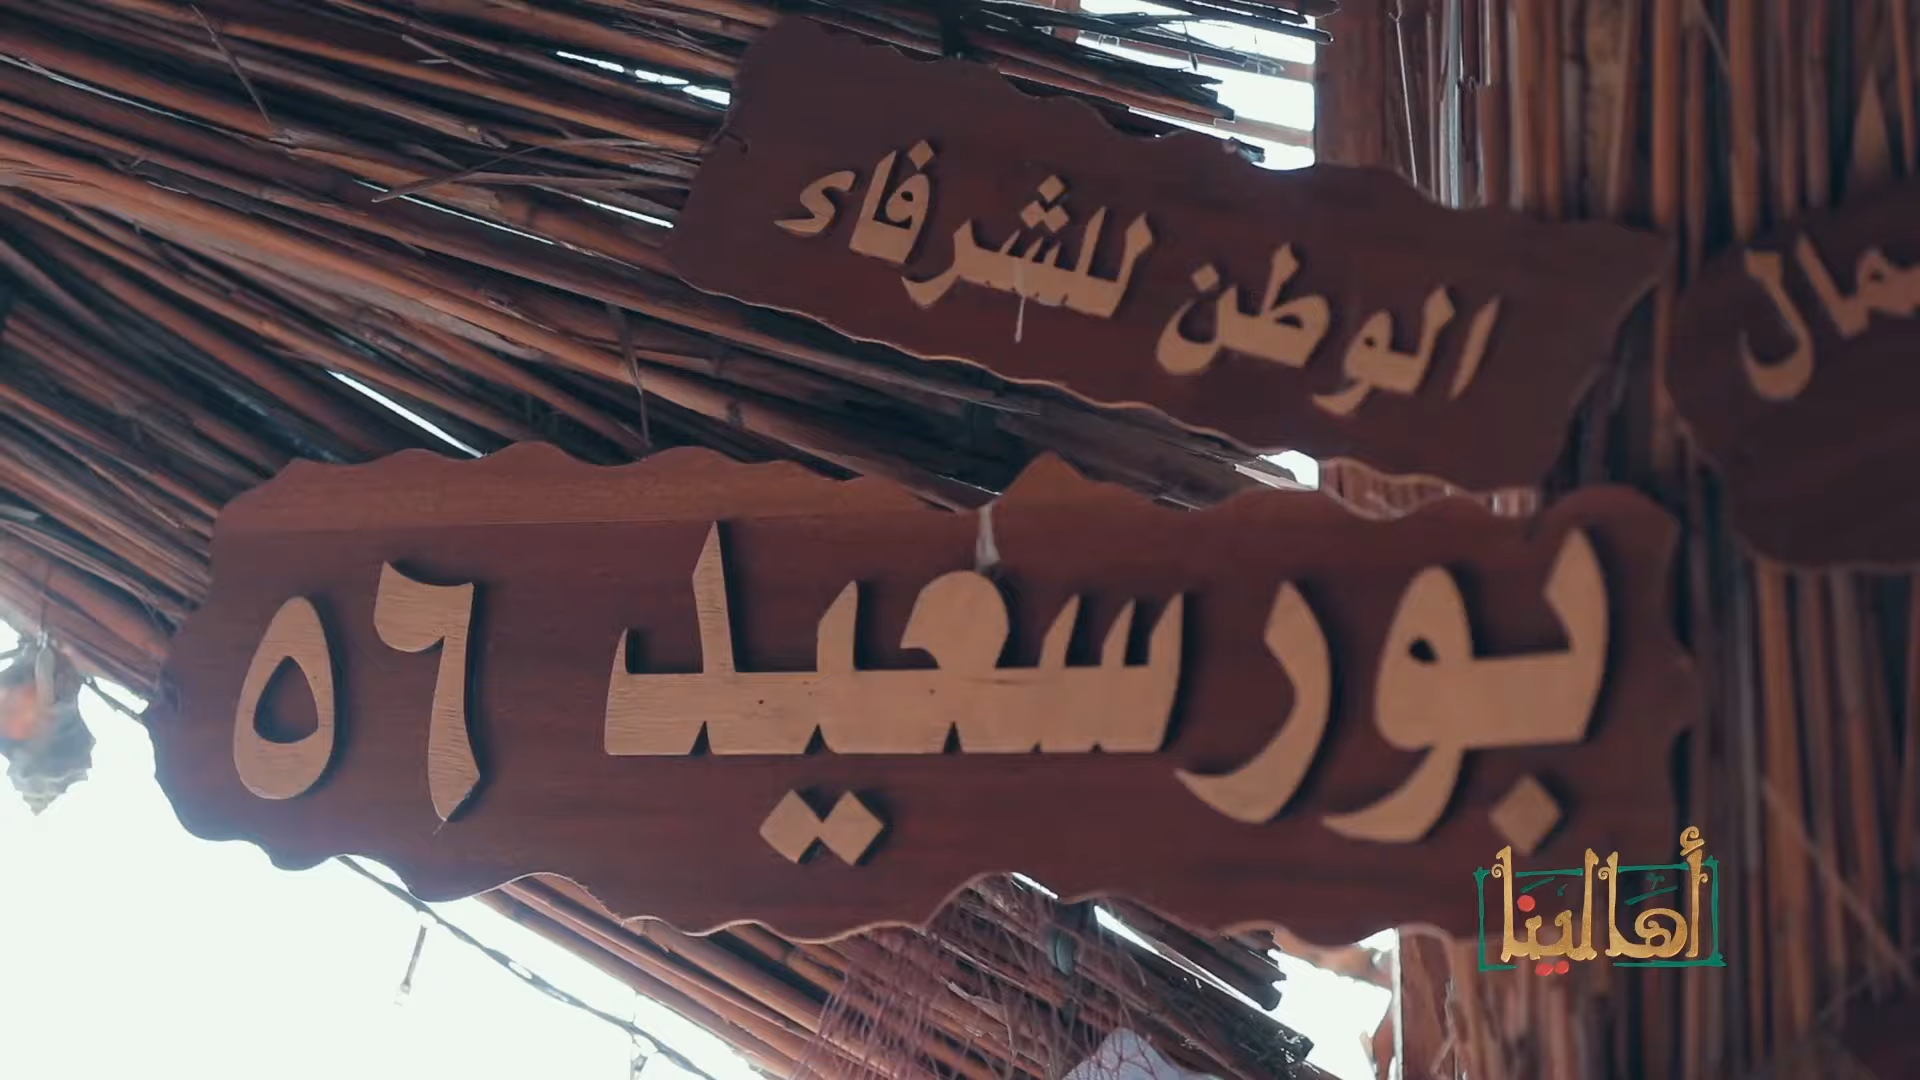 الوطن للشرفاء
بورسعيد ٥٦
أهالينا